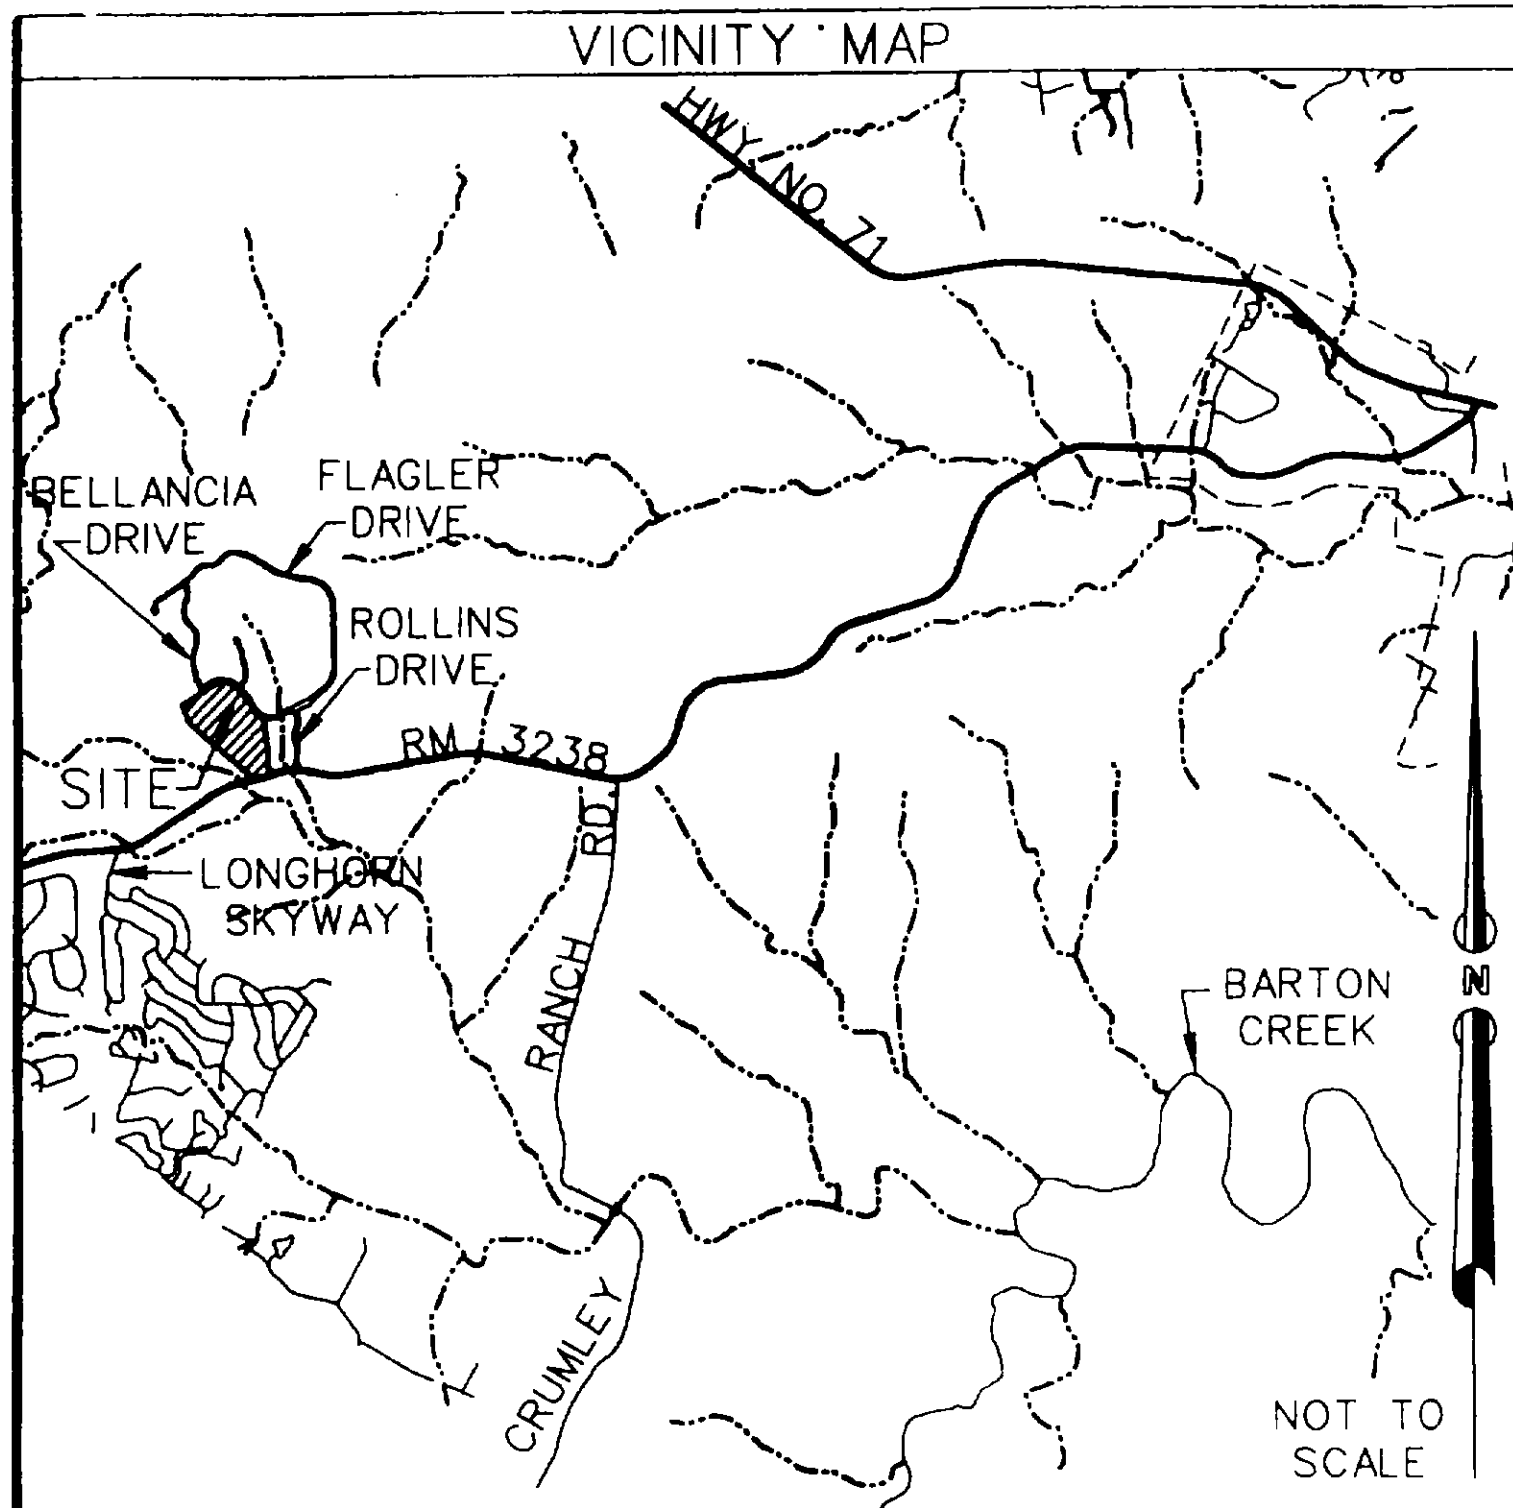 VICINITY MAP
HWY. NO. 71
BELLANCIA
DRIVE
FLAGLER
DRIVE
ROLLINS
DRIVE
RM 3238
SITE
LONGHORN
SKYWAY
CRUMLEY RANCH RD.
BARTON
CREEK
N
NOT TO
SCALE